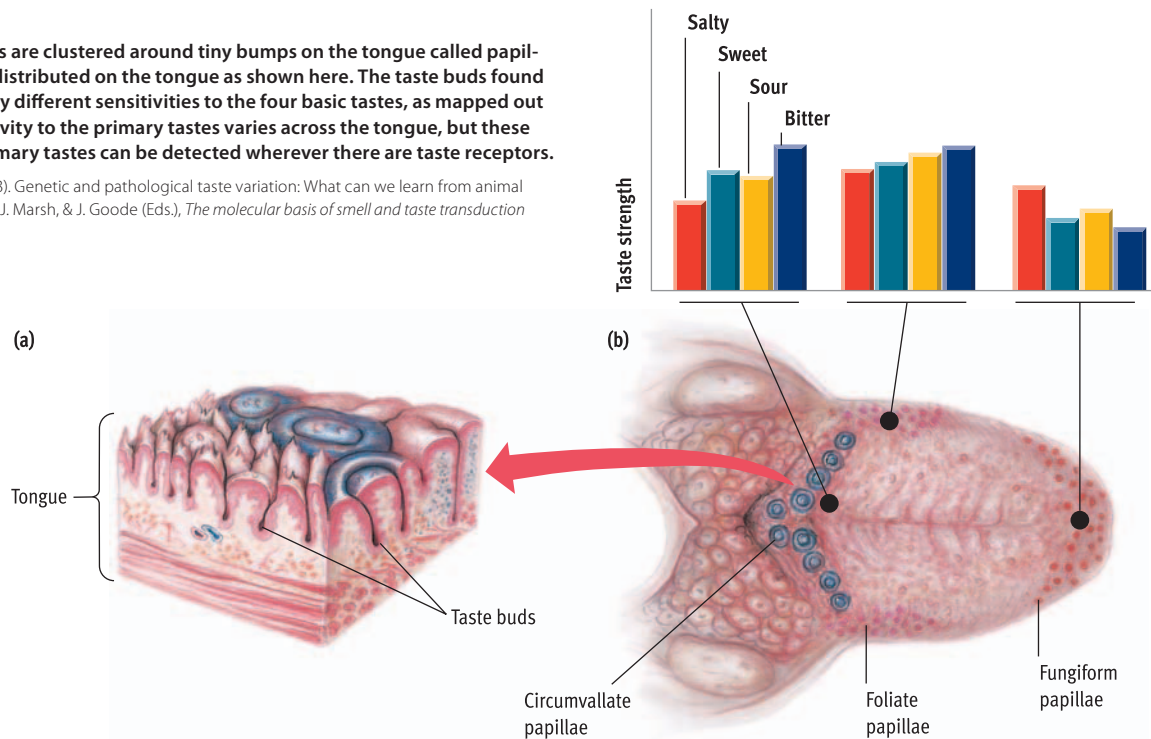 s are clustered around tiny bumps on the tongue called papil-
distributed on the tongue as shown here. The taste buds found
y different sensitivities to the four basic tastes, as mapped out
vity to the primary tastes varies across the tongue, but these
mary tastes can be detected wherever there are taste receptors.
3). Genetic and pathological taste variation: What can we learn from animal
J. Marsh, & J. Goode (Eds.), The molecular basis of smell and taste transduction
Salty
Sweet
Sour
Bitter
Taste strength
(a)
Tongue
Taste buds
(b)
Circumvallate
papillae
Foliate
papillae
Fungiform
papillae